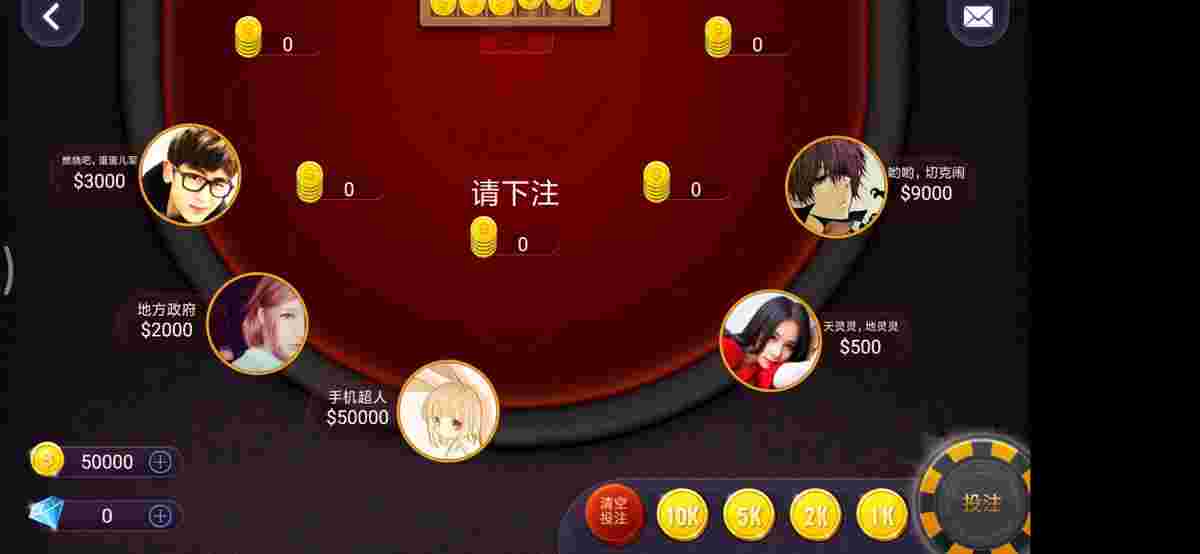 0
0
燃烧吧，蛋蛋儿军
$3000
0
请下注
0
0
哟哟，切克闹
$9000
地方政府
$2000
天灵灵，地灵灵
$500
手机超人
$50000
50000
0
清空
投注
10K
5K
2K
1K
投注